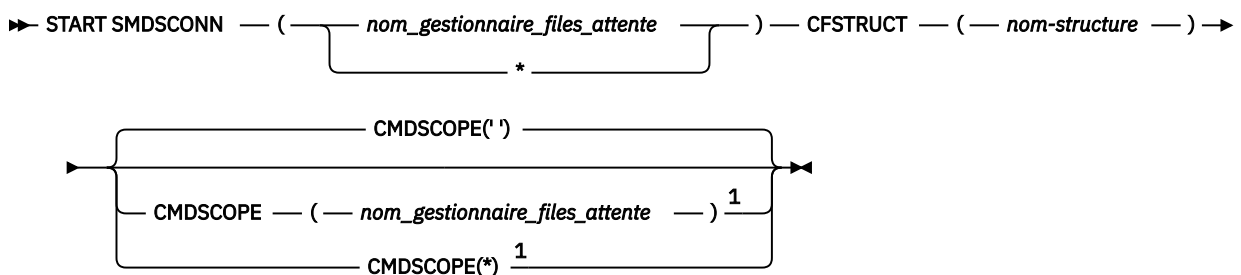 START SMDSCONN ( nom_gestionnaire_files_attente ) CFSTRUCT ( nom-structure )
*
CMDSCOPE(' ')
CMDSCOPE ( nom_gestionnaire_files_attente ) 1
CMDSCOPE(*) 1